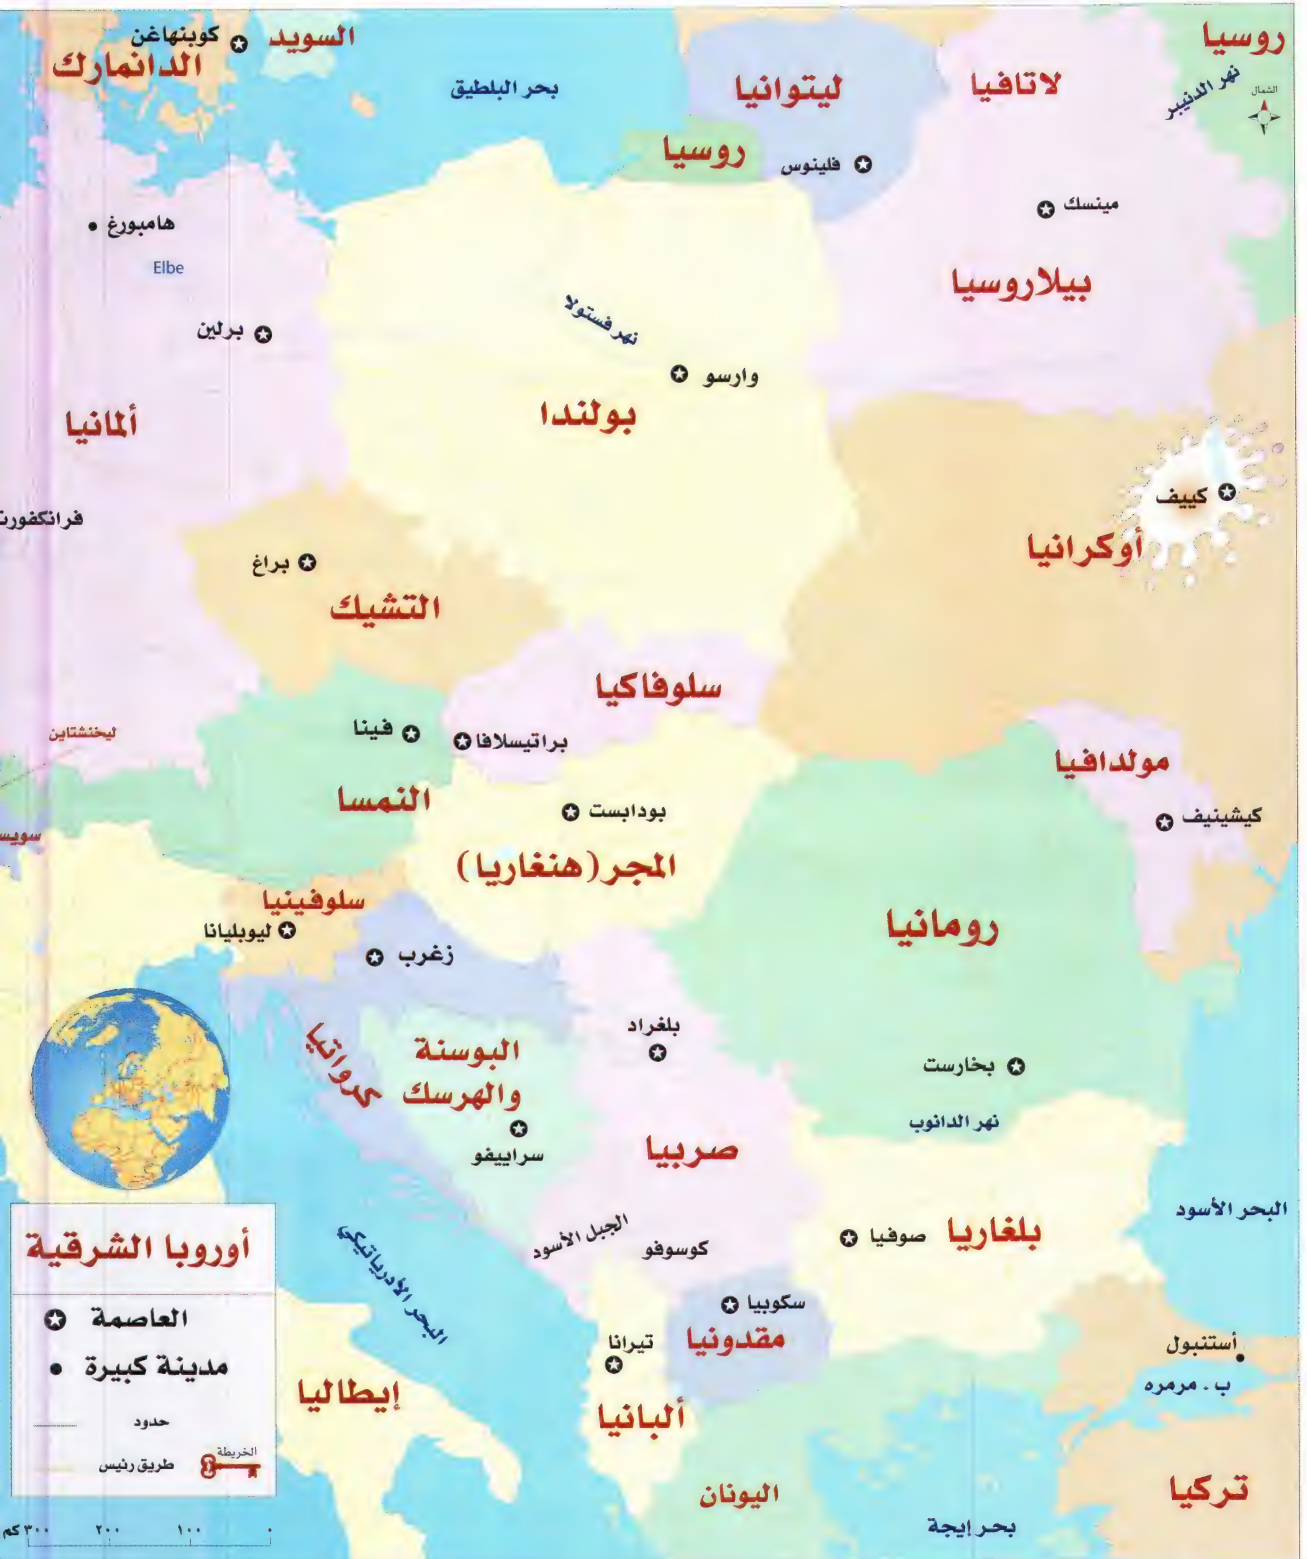 روسيا
نهر الدنيبر
الشمال
لاتافيا
ليتوانيا
بحر البلطيق
السويد
كوبنهاغن
الدانمارك
روسيا
فلينوس
مينسك
بيلاروسيا
هامبورغ
Elbe
برلين
نهر فستولا
وارسو
بولندا
ألمانيا
كييف
أوكرانيا
فرانكفورت
براغ
التشيك
سلوفاكيا
فينا
براتيسلافا
ليختشتاين
مولدافيا
كيشينيف
النمسا
بودابست
المجر (هنغاريا)
سويس
سلوفينيا
ليوبليانا
زغرب
رومانيا
كرواتيا
البوسنة
والهرسك
سراييفو
بلغراد
بخارست
نهر الدانوب
صربيا
البحر الأسود
بلغاريا
صوفيا
الجبل الأسود
كوسوفو
البحر الأدرياتيكي
سكوبيا
مقدونيا
تيرانا
ألبانيا
أستنبول
ب. مرمره
إيطاليا
اليونان
تركيا
بحر إيجة
أوروبا الشرقية
العاصمة
مدينة كبيرة
حدود
طريق رئيس
الخريطة
٠ ١٠٠ ٢٠٠ ٣٠٠ كم